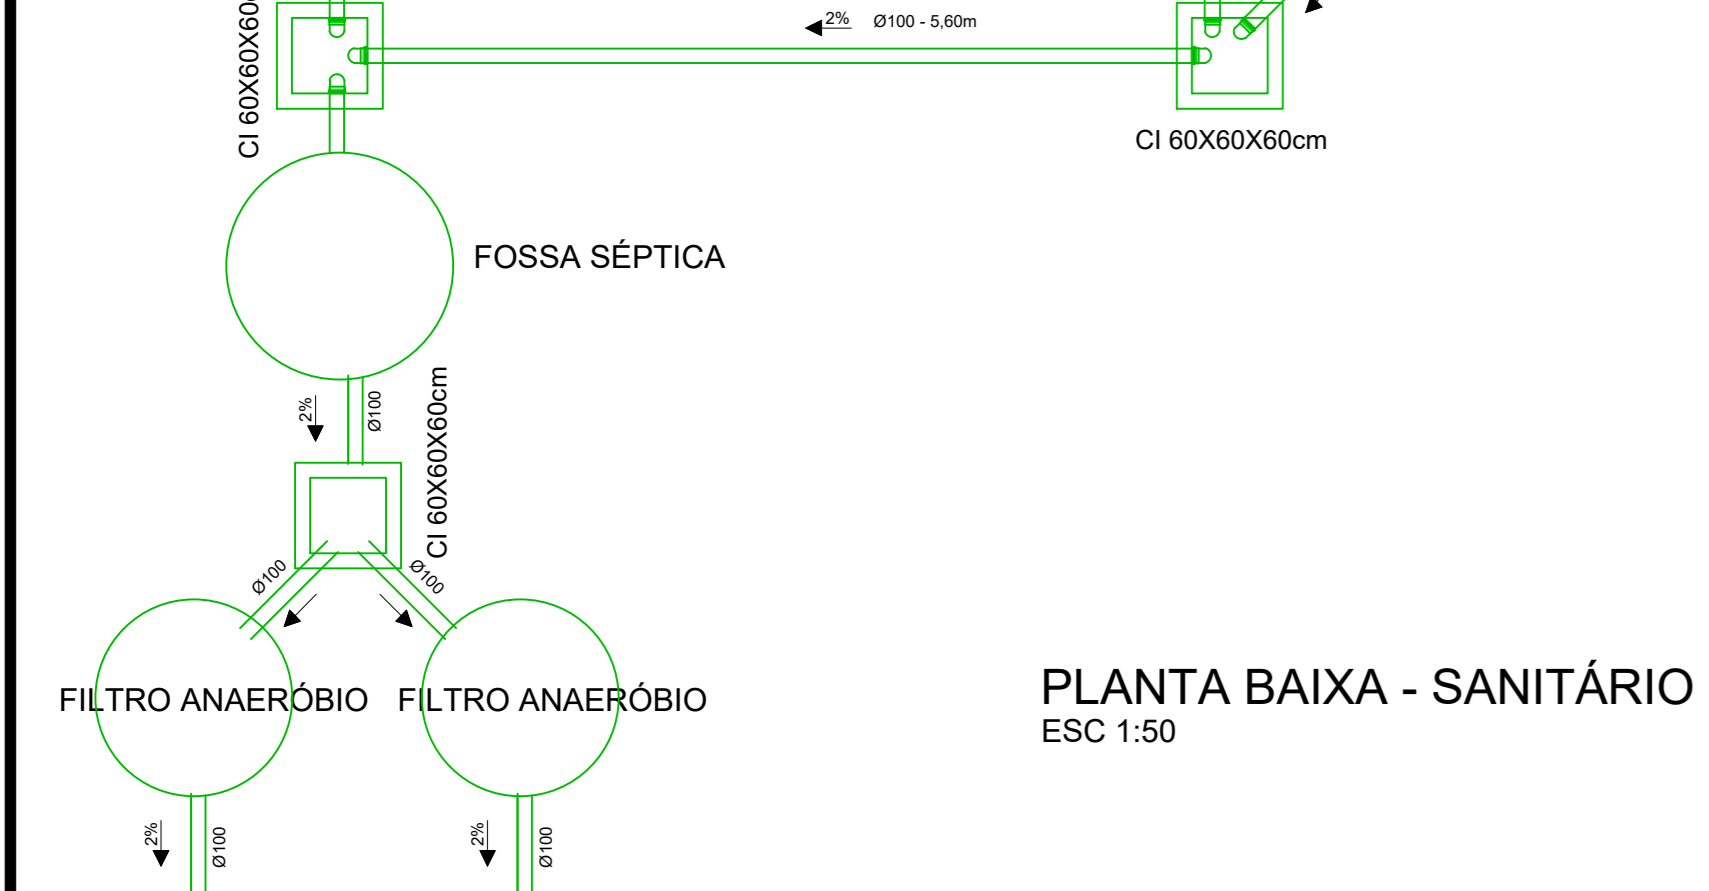 2% Ø100 - 5,60m
CI 60X60X60
CI 60X60X60cm
FOSSA SÉPTICA
2%
Ø100
CI 60X60X60cm
Ø100
Ø100
FILTRO ANAERÓBIO
FILTRO ANAERÓBIO
PLANTA BAIXA - SANITÁRIO
ESC 1:50
2%
Ø100
2%
Ø100